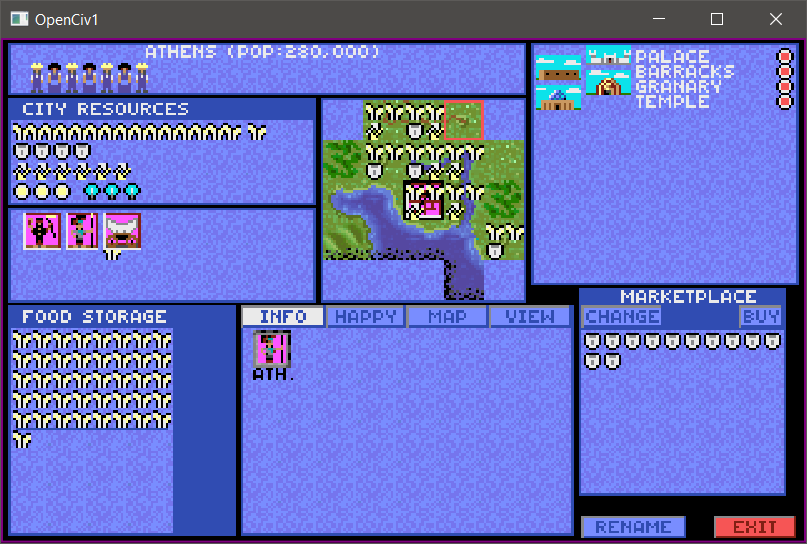 OpenCiv1
ATHENS (POP:280,000)
PALACE
BARRACKS
GRANARY
TEMPLE
CITY RESOURCES
MARKETPLACE
CHANGE BUY
FOOD STORAGE
INFO HAPPY MAP VIEW
ATH.
RENAME EXIT